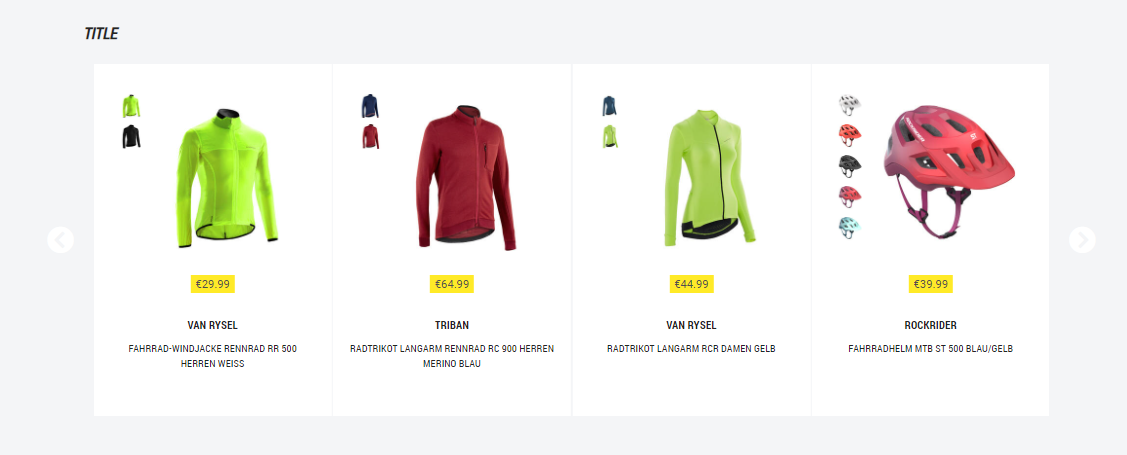 TITLE
€29.99
VAN RYSEL
FAHRRAD-WINDJACKE RENNRAD RR 500
HERREN WEISS
€64.99
TRIBAN
RADTRIKOT LANGARM RENNRAD RC 900 HERREN
MERINO BLAU
€44.99
VAN RYSEL
RADTRIKOT LANGARM RCR DAMEN GELB
€39.99
ROCKRIDER
FAHRRADHELM MTB ST 500 BLAU/GELB